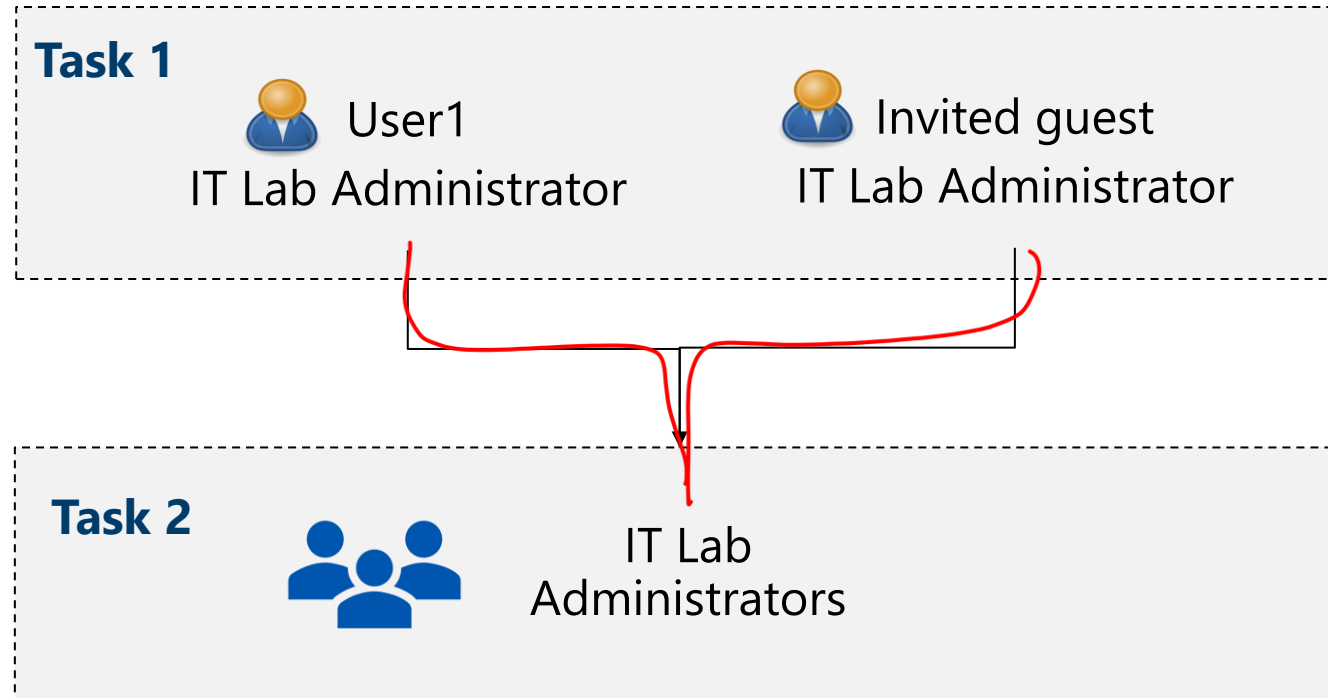 Task 1
User1
IT Lab Administrator
Invited guest
IT Lab Administrator
Task 2
IT Lab
Administrators